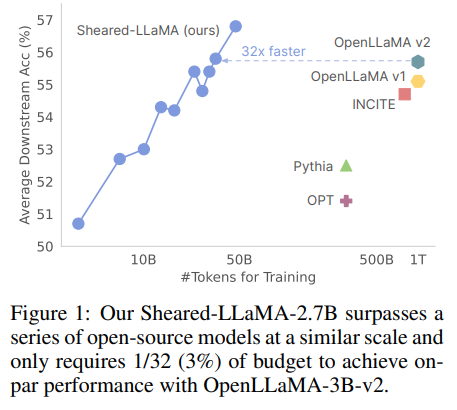 57
56
55
54
53
52
51
50
Average Downstream Acc (%)
Sheared-LLaMA (ours)
32x faster
OpenLLaMA v2
OpenLLaMA v1
INCITE
Pythia
OPT
10B 50B 500B 1T
#Tokens for Training
Figure 1: Our Sheared-LLaMA-2.7B surpasses a
series of open-source models at a similar scale and
only requires 1/32 (3%) of budget to achieve on-
par performance with OpenLLaMA-3B-v2.